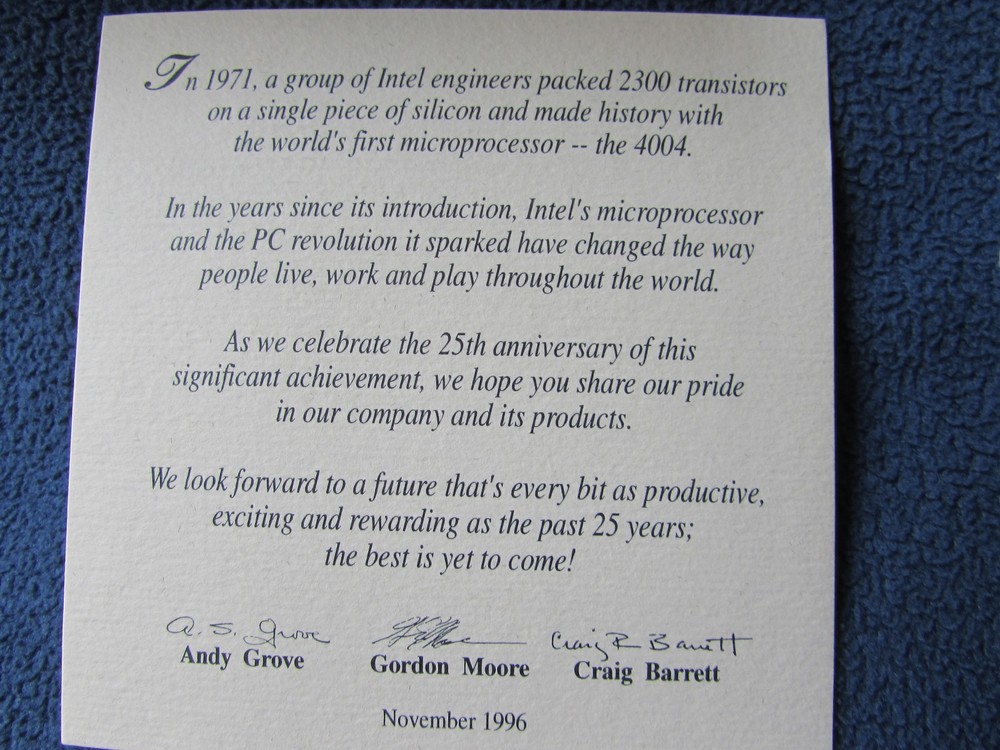 In 1971, a group of Intel engineers packed 2300 transistors
on a single piece of silicon and made history with
the world's first microprocessor -- the 4004.
In the years since its introduction, Intel's microprocessor
and the PC revolution it sparked have changed the way
people live, work and play throughout the world.
As we celebrate the 25th anniversary of this
significant achievement, we hope you share our pride
in our company and its products.
We look forward to a future that's every bit as productive,
exciting and rewarding as the past 25 years;
the best is yet to come!
A. S. Grove Craig R Barrett
Andy Grove Gordon Moore Craig Barrett
November 1996